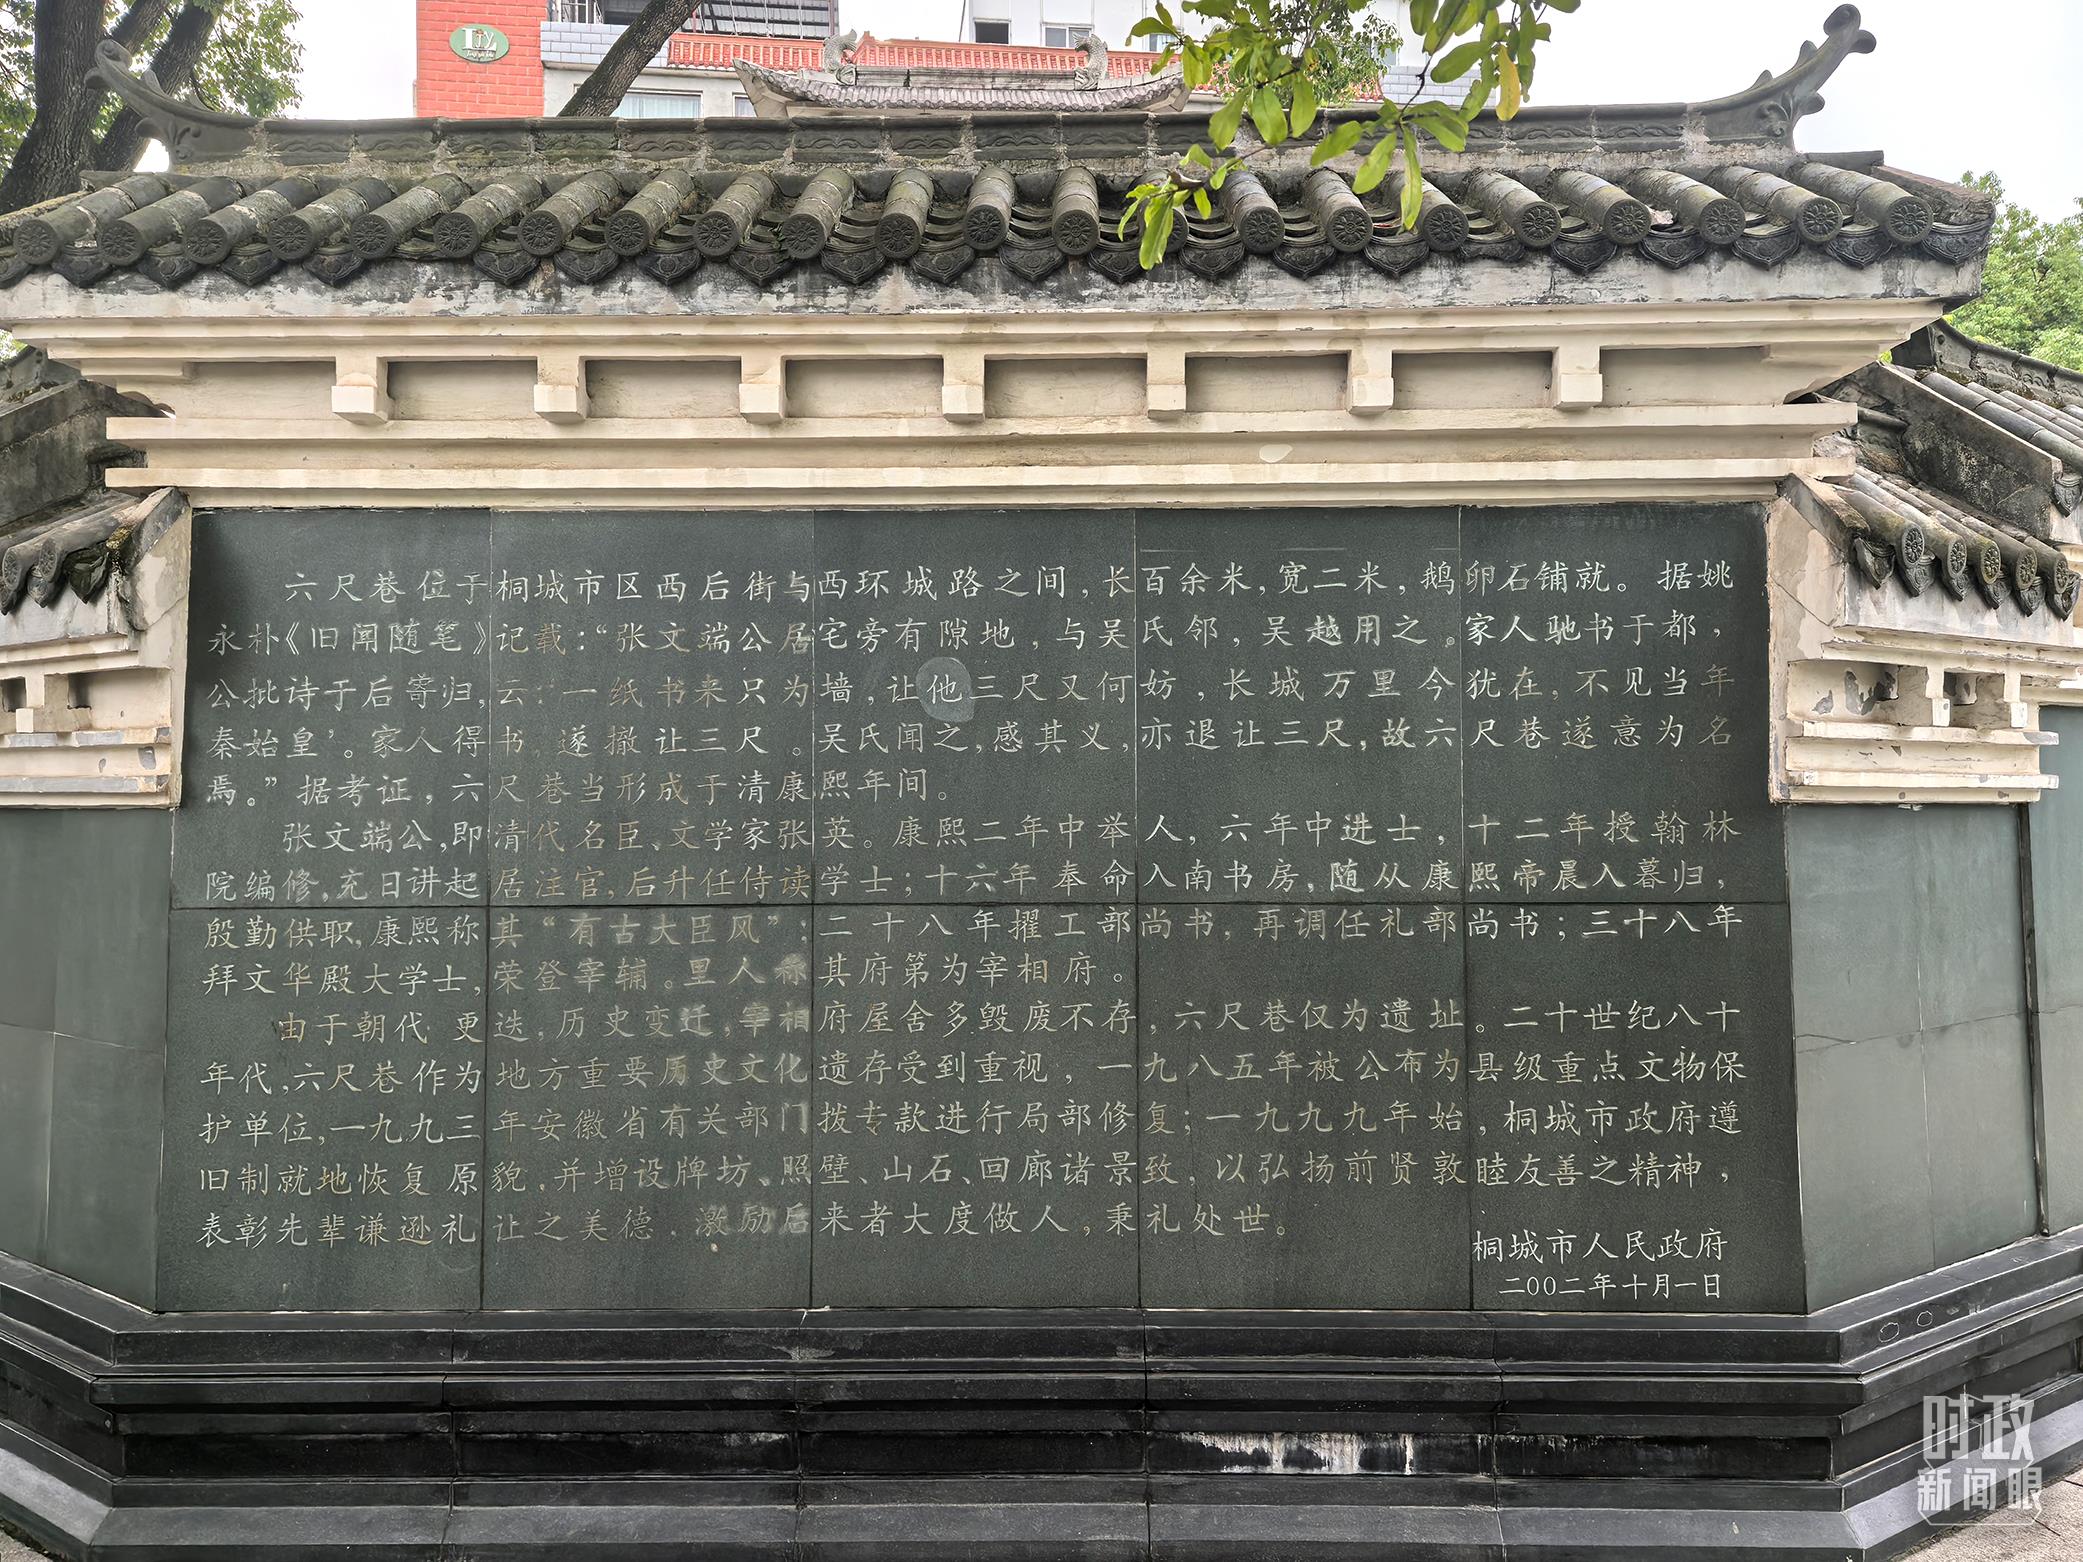 LJY
六尺巷位于桐城市区西后街与西环城路之间,长百余米,宽二米,鹅卵石铺就。据姚
永朴《旧闻随笔》记载:“张文端公居宅旁有隙地,与吴氏邻,吴越用之。家人驰书于都,
公批诗于后寄归,云:‘一纸书来只为墙,让他三尺又何妨,长城万里今犹在,不见当年
秦始皇’。家人得书,遂撤让三尺。吴氏闻之,感其义,亦退让三尺,故六尺巷遂意为名
焉。”据考证,六尺巷当形成于清康熙年间。
张文端公,即清代名臣、文学家张英。康熙二年中举人,六年中进士,十二年授翰林
院编修,充日讲起居注官,后升任侍读学士;十六年奉命入南书房,随从康熙帝晨入暮归,
殷勤供职,康熙称其“有古大臣风”;二十八年擢工部尚书,再调任礼部尚书;三十八年
拜文华殿大学士,荣登宰辅。里人称其府第为宰相府。
由于朝代更迭,历史变迁,宰相府屋舍多毁废不存,六尺巷仅为遗址。二十世纪八十
年代,六尺巷作为地方重要历史文化遗存受到重视,一九八五年被公布为县级重点文物保
护单位,一九九三年安徽省有关部门拨专款进行局部修复;一九九九年始,桐城市政府遵
旧制就地恢复原貌,并增设牌坊、照壁、山石、回廊诸景致,以弘扬前贤敦睦友善之精神,
表彰先辈谦逊礼让之美德,激励后来者大度做人,秉礼处世。
桐城市人民政府
二00二年十月一日
时政
新闻眼